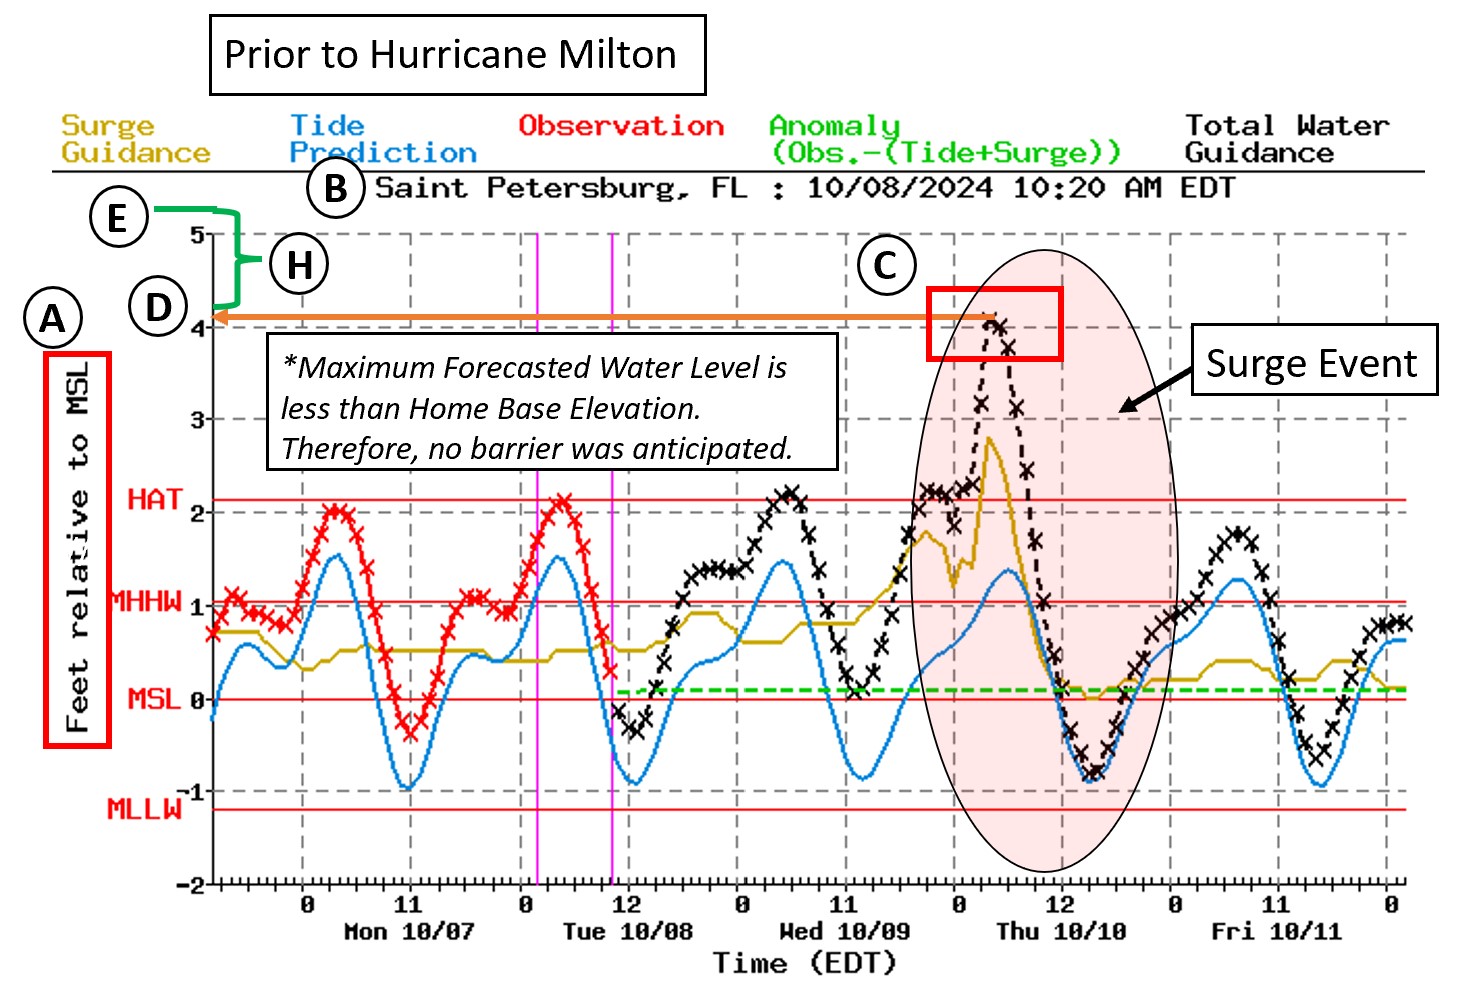 Prior to Hurricane Milton
Surge Guidance
Tide Prediction
Observation
Anomaly (Obs.-(Tide+Surge))
Total Water Guidance
B
Saint Petersburg, FL : 10/08/2024 10:20 AM EDT
E
H
C
D
A
Feet relative to MSL
5
4
3
2
1
0
-1
-2
HAT
MHHW
MSL
MLLW
*Maximum Forecasted Water Level is
less than Home Base Elevation.
Therefore, no barrier was anticipated.
Surge Event
0 11 0 12 0 11 0 12 0 11 0
Mon 10/07 Tue 10/08 Wed 10/09 Thu 10/10 Fri 10/11
Time (EDT)